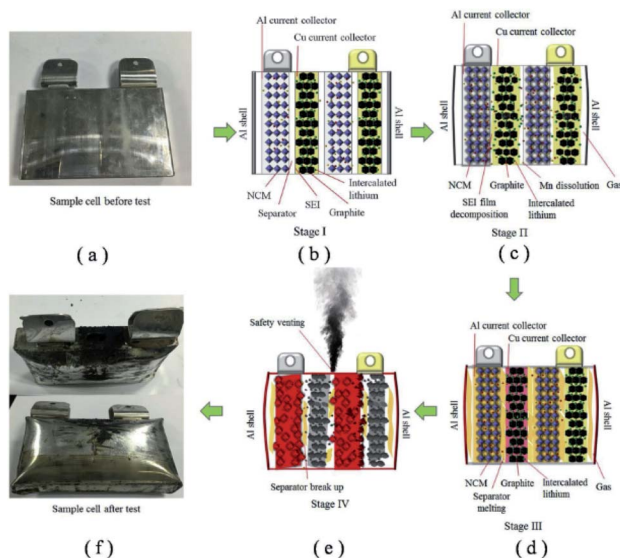 Sample cell before test
(a)
Al current collector
Cu current collector
Al shell
Al shell
NCM
Separator
SEI
Graphite
Intercalated
lithium
Stage I
(b)
Al current collector
Cu current collector
Al shell
Al shell
NCM
SEI film
decomposition
Graphite
Mn dissolution
Intercalated
lithium
Gas
Stage II
(c)
Al current collector
Cu current collector
Al shell
Al shell
NCM
Separator
melting
Graphite
Intercalated
lithium
Gas
Stage III
(d)
Safety venting
Al shell
Al shell
Separator break up
Stage IV
(e)
Sample cell after test
(f)